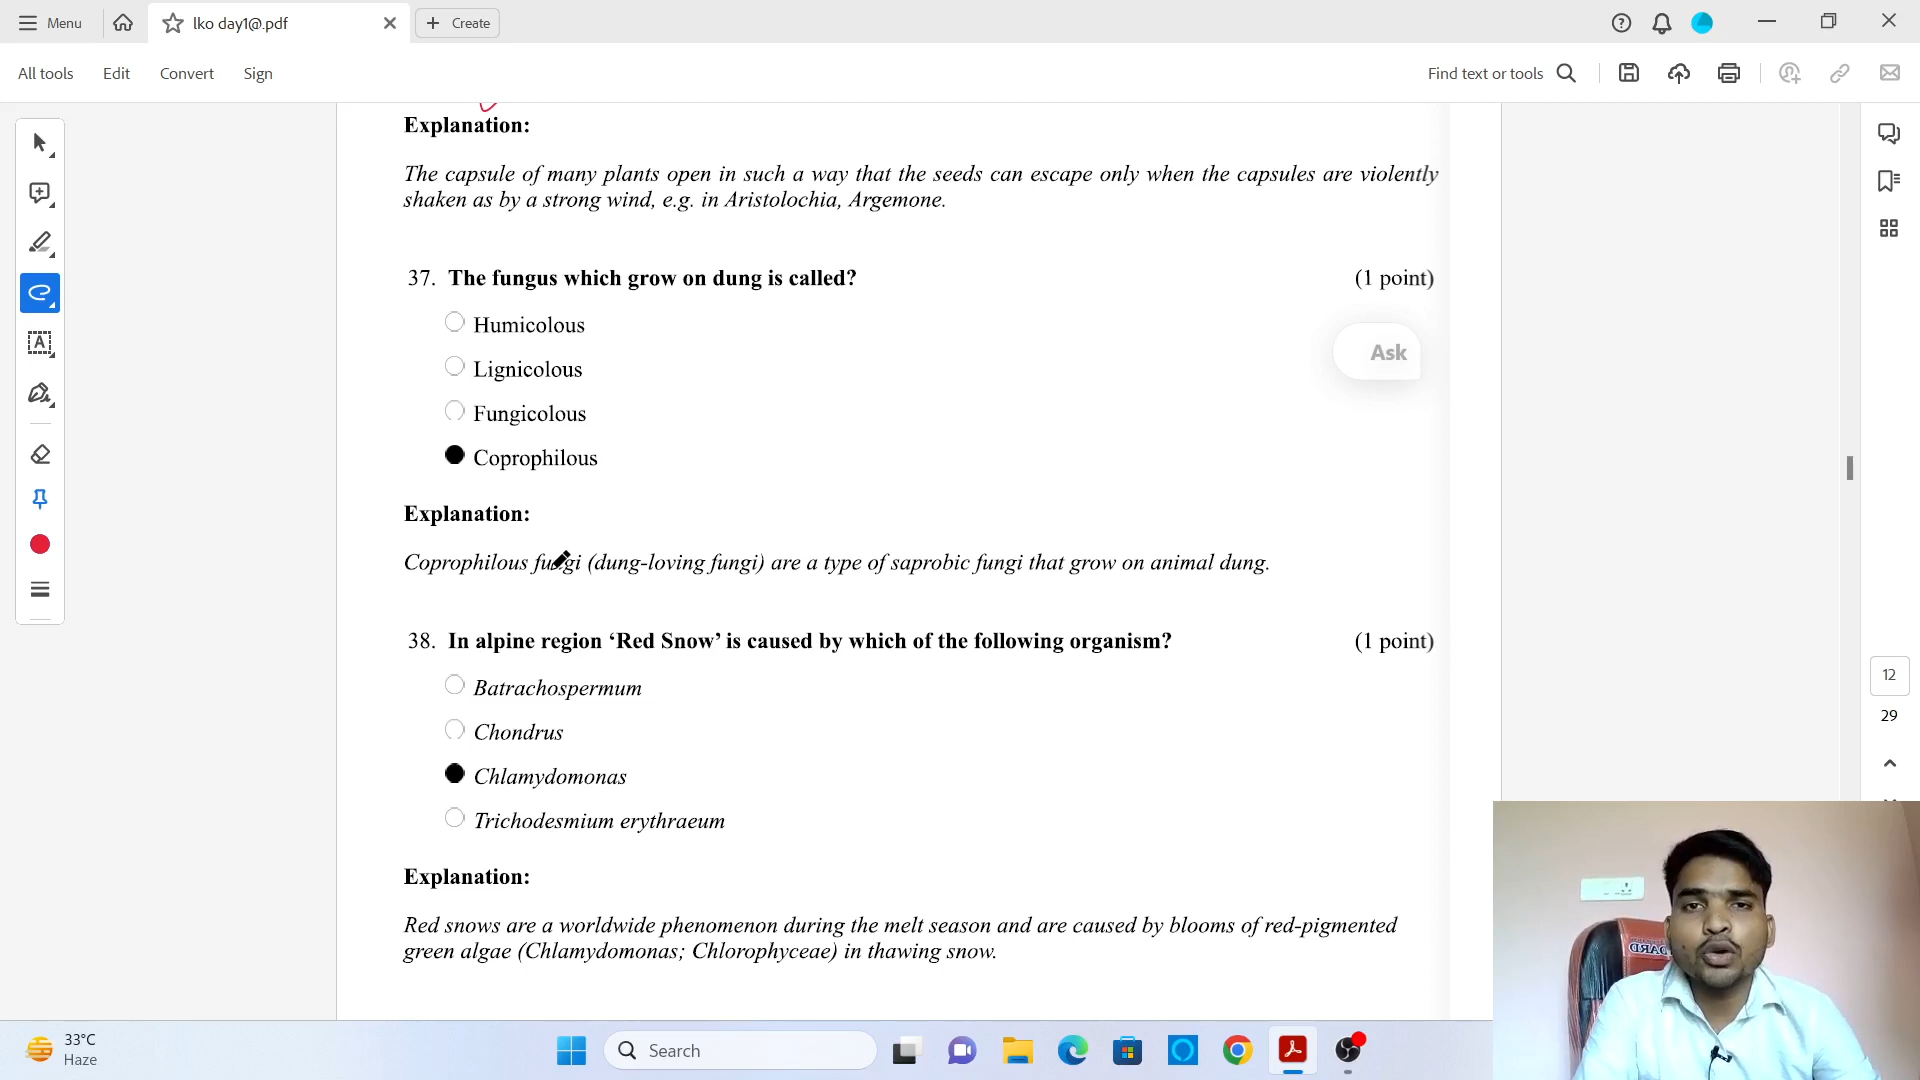 Menu
lko day1@.pdf
Create
All tools
Edit
Convert
Sign
Find text or tools
Explanation:
The capsule of many plants open in such a way that the seeds can escape only when the capsules are violently
shaken as by a strong wind, e.g. in Aristolochia, Argemone.
37. The fungus which grow on dung is called? (1 point)
Humicolous
Ask
Lignicolous
Fungicolous
Coprophilous
Explanation:
Coprophilous fungi (dung-loving fungi) are a type of saprobic fungi that grow on animal dung.
38. In alpine region ‘Red Snow’ is caused by which of the following organism? (1 point)
Batrachospermum
Chondrus
Chlamydomonas
Trichodesmium erythraeum
Explanation:
Red snows are a worldwide phenomenon during the melt season and are caused by blooms of red-pigmented
green algae (Chlamydomonas; Chlorophyceae) in thawing snow.
12
29
33°C
Haze
Search